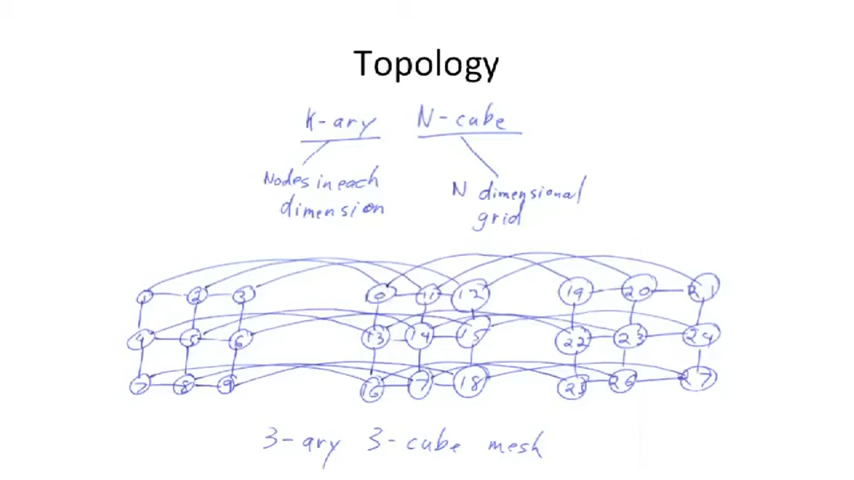 Topology
K-ary N-cube
Nodes in each dimension
N dimensional grid
1 2 3 10 11 12 19 20 21
4 5 6 13 14 15 22 23 24
7 8 9 16 17 18 25 26 27
3-ary 3-cube mesh